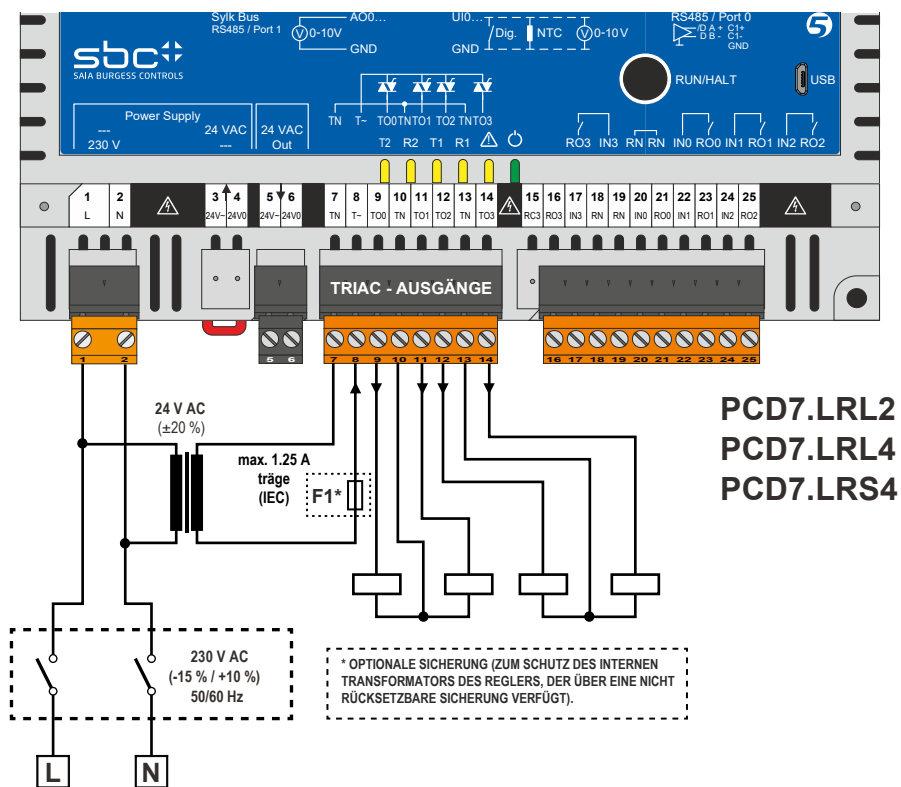 Sylk Bus
RS485 / Port 1
AO0…
0-10V
GND
UI0…
/Dig.
NTC
0-10V
GND
RS485 / Port 0
/D A + C1+
D B - C1-
GND
5
sbc
SAIA BURGESS CONTROLS
RUN/HALT
USB
Power Supply
---
230 V
24 VAC
---
24 VAC
Out
TN T~ TO0 TN TO1 TO2 TN TO3
T2 R2 T1 R1
RO3 IN3 RN RN IN0 RO0 IN1 RO1 IN2 RO2
1 2 3 4 5 6 7 8 9 10 11 12 13 14 15 16 17 18 19 20 21 22 23 24 25
L N 24V~ 24V0 24V~ 24V0 TN T~ TO0 TN TO1 TO2 TN TO3 RC3 RO3 IN3 RN RN IN0 RO0 IN1 RO1 IN2 RO2
TRIAC - AUSGÄNGE
1 2 5 6 7 8 9 10 11 12 13 14 16 17 18 19 20 21 22 23 24 25
24 V AC
(±20 %)
max. 1.25 A
träge
(IEC)
F1*
PCD7.LRL2
PCD7.LRL4
PCD7.LRS4
230 V AC
(-15 % / +10 %)
50/60 Hz
* OPTIONALE SICHERUNG (ZUM SCHUTZ DES INTERNEN
TRANSFORMATORS DES REGLERS, DER ÜBER EINE NICHT
RÜCKSETZBARE SICHERUNG VERFÜGT).
L
N